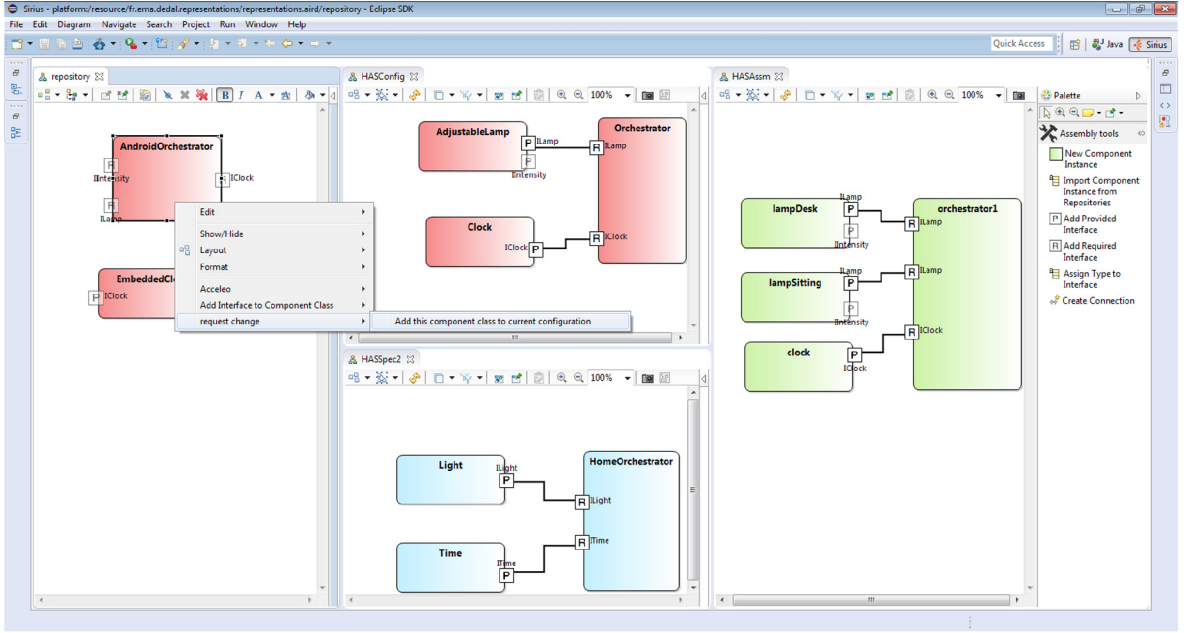 Sirius - platform:/resource/fr.ema.dedal.representations/representations.aird/repository - Eclipse SDK
File Edit Diagram Navigate Search Project Run Window Help
Quick Access Java Sirius
repository
AndroidOrchestrator
IIntensity
IClock
ILamp
EmbeddedCl
IClock
Edit
Show/Hide
Layout
Format
Acceleo
Add Interface to Component Class
request change
Add this component class to current configuration
HASConfig
100%
AdjustableLamp
P
ILamp
P
IIntensity
Orchestrator
R
ILamp
Clock
IClock
P
R
IClock
HASSpec2
100%
Light
ILight
P
HomeOrchestrator
R
ILight
Time
ITime
P
R
ITime
HASAssm
100%
lampDesk
ILamp
P
P
IIntensity
orchestrator1
R
ILamp
lampSitting
ILamp
P
P
IIntensity
R
ILamp
clock
P
IClock
R
IClock
Palette
Assembly tools
New Component
Instance
Import Component
Instance from
Repositories
P Add Provided
Interface
R Add Required
Interface
Assign Type to
Interface
Create Connection